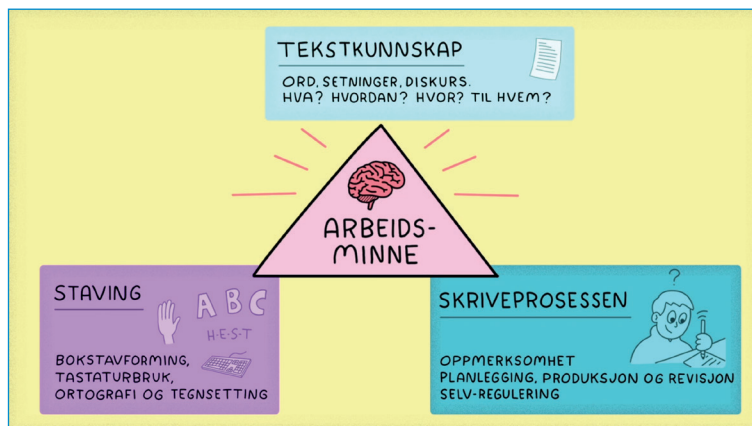 TEKSTKUNNSKAP
ORD, SETNINGER, DISKURS.
HVA? HVORDAN? HVOR? TIL HVEM?
ARBEIDS-
MINNE
STAVING
A B C
H-E-S-T
BOKSTAVFORMING,
TASTATURBRUK,
ORTOGRAFI OG TEGNSETTING
SKRIVEPROSESSEN
?
OPPMERKSOMHET
PLANLEGGING, PRODUKSJON OG REVISJON
SELV-REGULERING